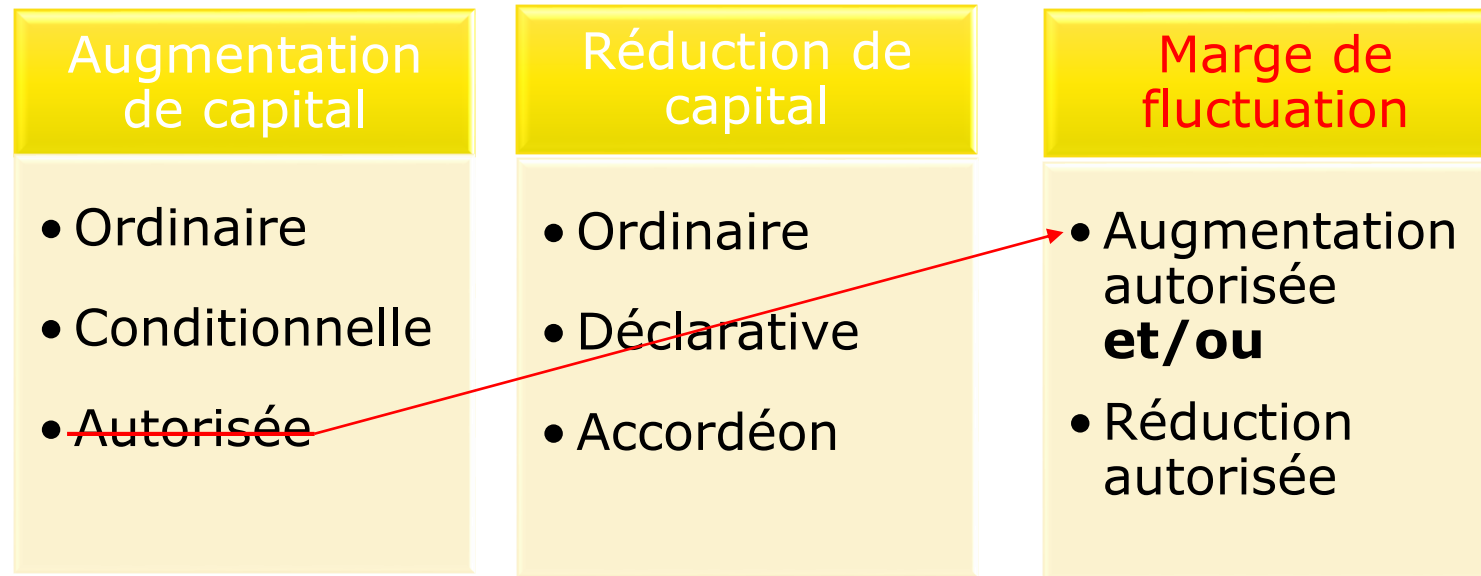 Augmentation
de capital
• Ordinaire
• Conditionnelle
• Autorisée
Réduction de
capital
• Ordinaire
• Déclarative
• Accordéon
Marge de
fluctuation
• Augmentation
autorisée
et/ou
• Réduction
autorisée